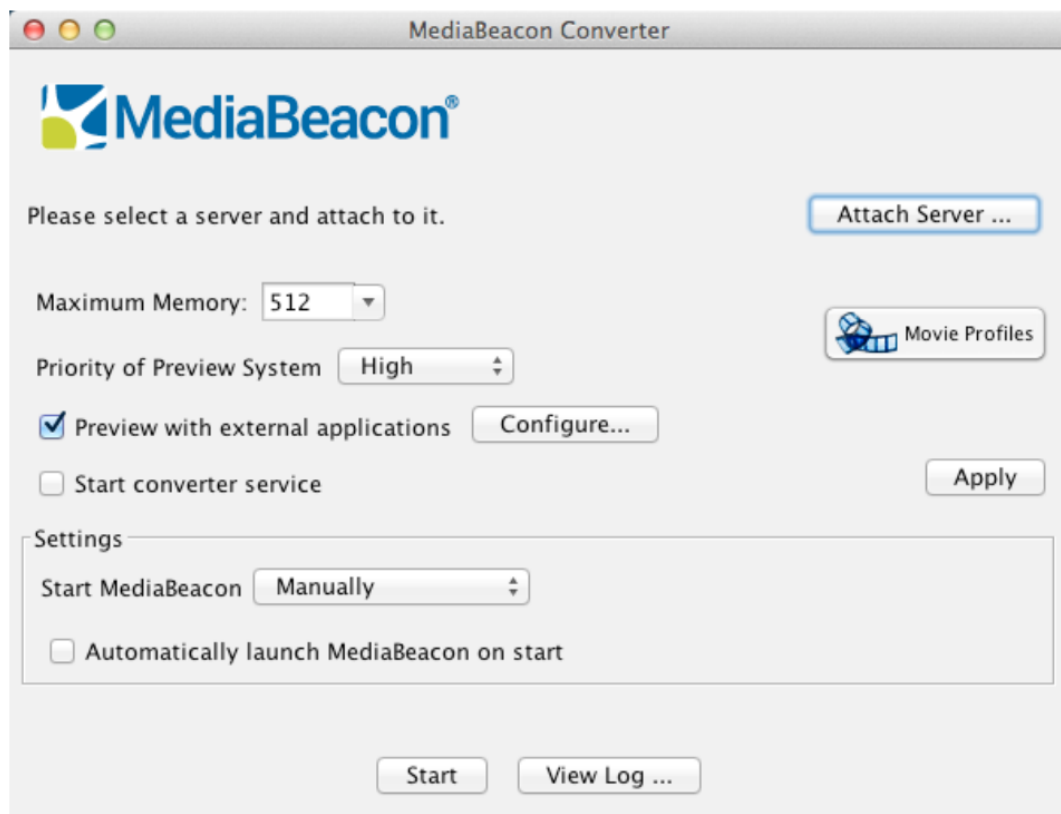 MediaBeacon Converter
MediaBeacon®
Please select a server and attach to it.
Attach Server ...
Maximum Memory: 512
Movie Profiles
Priority of Preview System High
Preview with external applications Configure...
Start converter service
Apply
Settings
Start MediaBeacon Manually
Automatically launch MediaBeacon on start
Start View Log ...